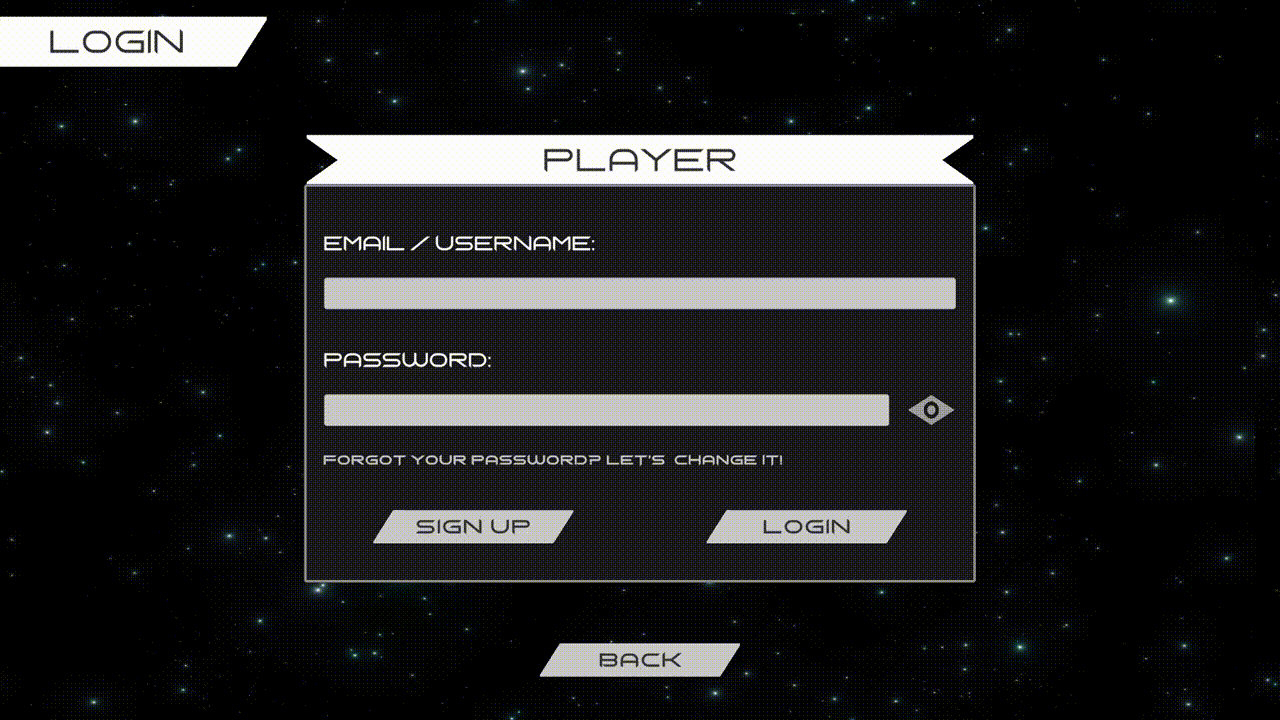 LOGIN
PLAYER
EMAIL / USERNAME:
PASSWORD:
FORGOT YOUR PASSWORD? LET'S CHANGE IT!
SIGN UP
LOGIN
BACK